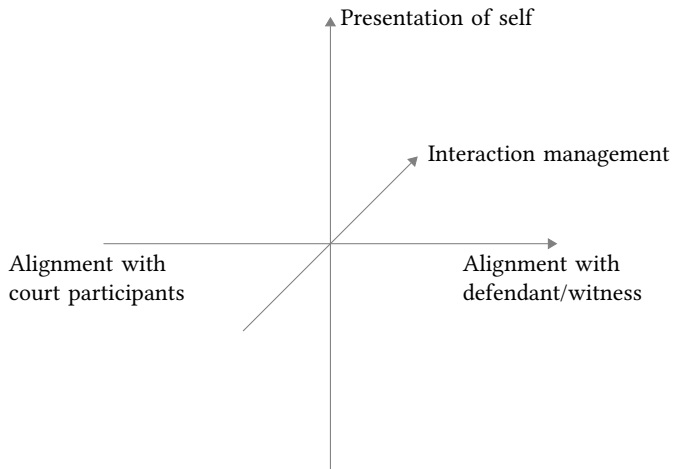 Presentation of self
Interaction management
Alignment with
court participants
Alignment with
defendant/witness